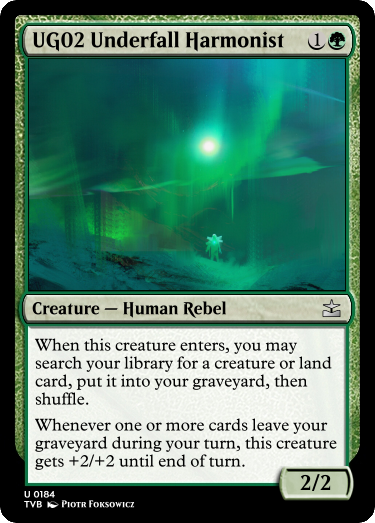 UG02 Underfall Harmonist 1
Creature — Human Rebel
When this creature enters, you may
search your library for a creature or land
card, put it into your graveyard, then
shuffle.
Whenever one or more cards leave your
graveyard during your turn, this creature
gets +2/+2 until end of turn.
2/2
U 0184
TVB Piotr Foksowicz